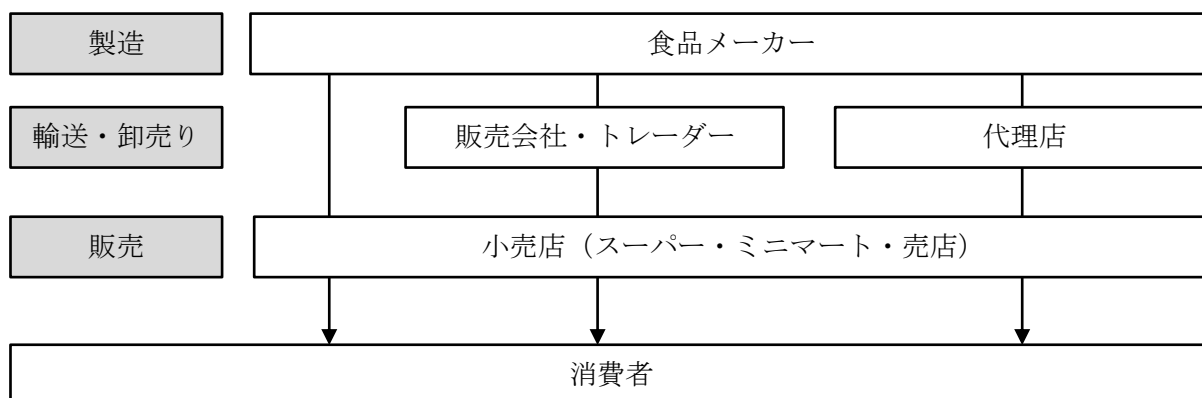 製造
食品メーカー
輸送・卸売り
販売会社・トレーダー
代理店
販売
小売店（スーパー・ミニマート・売店）
消費者